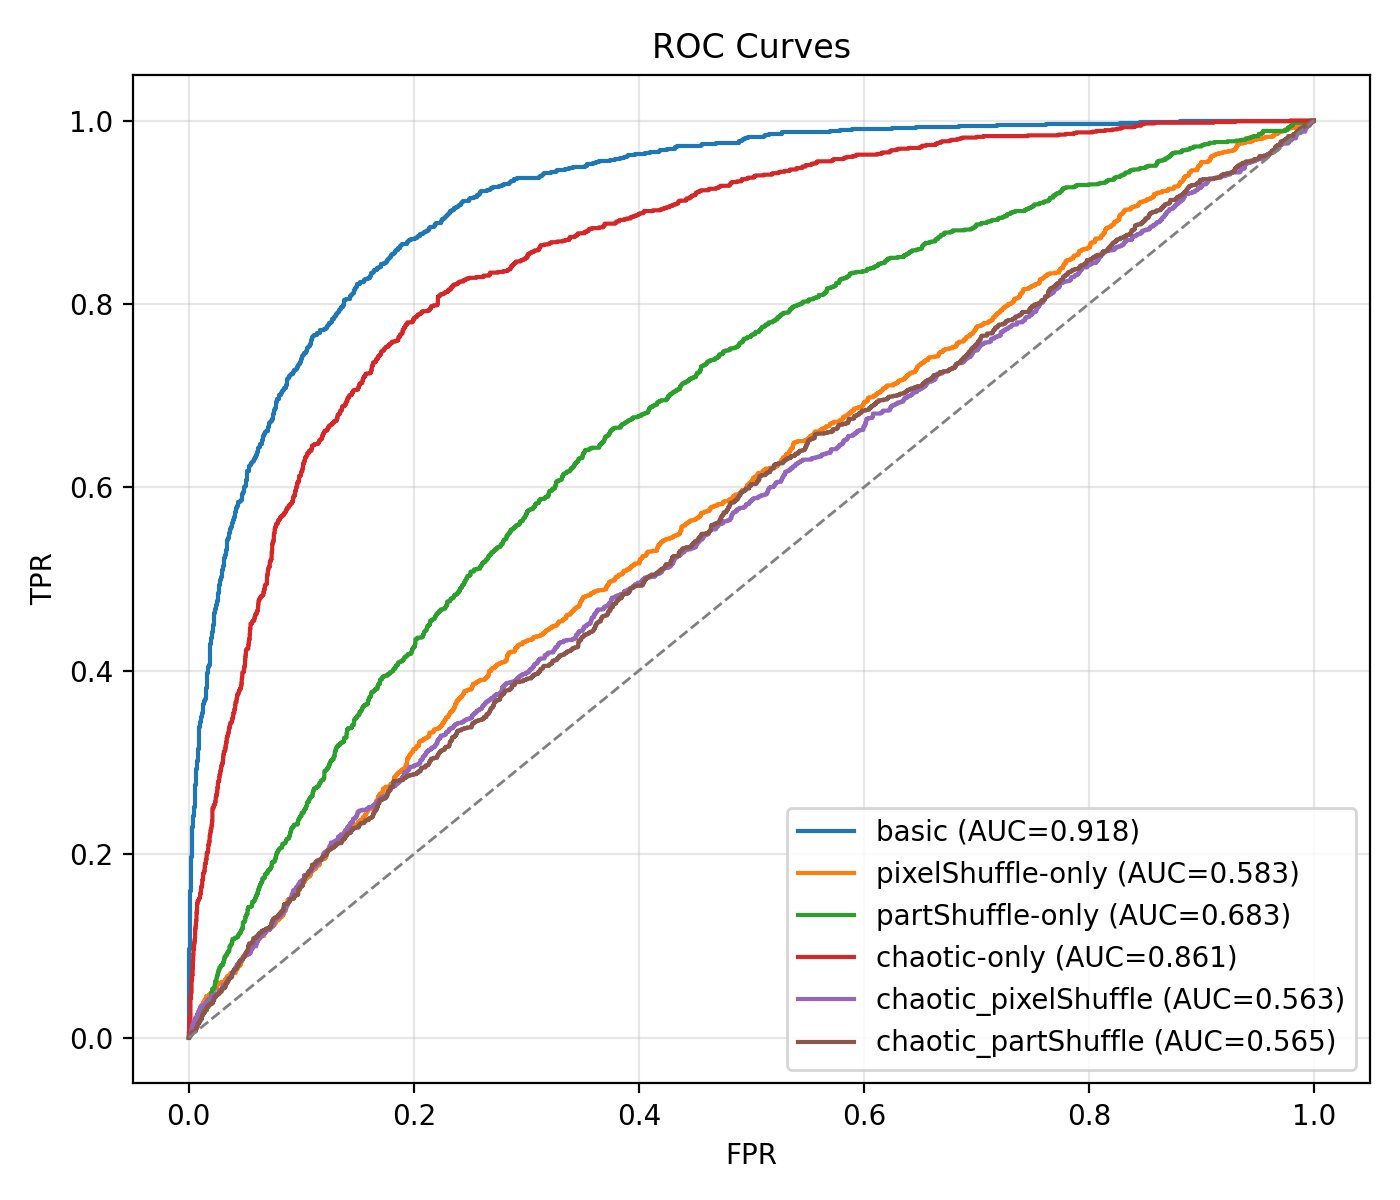 ROC Curves
1.0
0.8
0.6
0.4
0.2
0.0
TPR
0.0 0.2 0.4 0.6 0.8 1.0
FPR
basic (AUC=0.918)
pixelShuffle-only (AUC=0.583)
partShuffle-only (AUC=0.683)
chaotic-only (AUC=0.861)
chaotic_pixelShuffle (AUC=0.563)
chaotic_partShuffle (AUC=0.565)